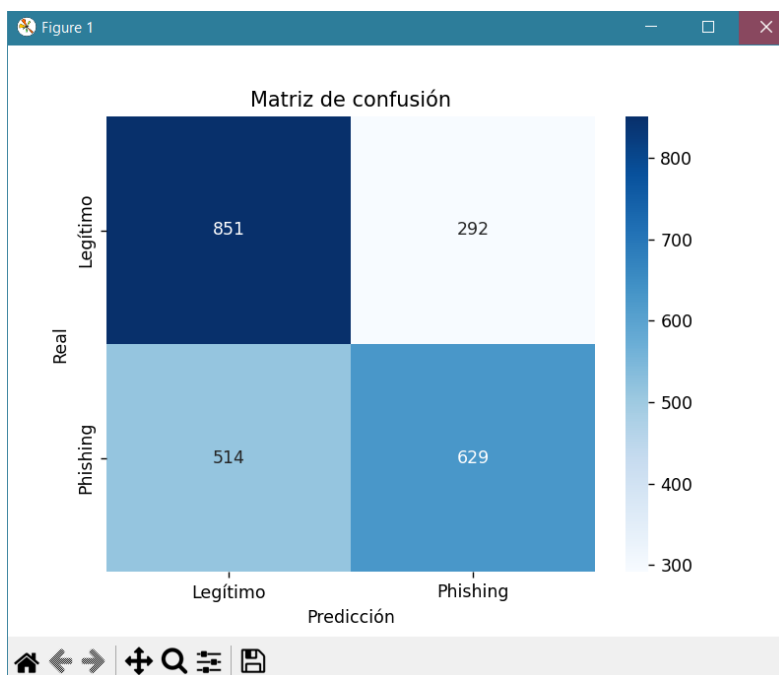 Figure 1
Matriz de confusión
Legítimo
851
292
Real
Phishing
514
629
Legítimo
Phishing
Predicción
800
700
600
500
400
300